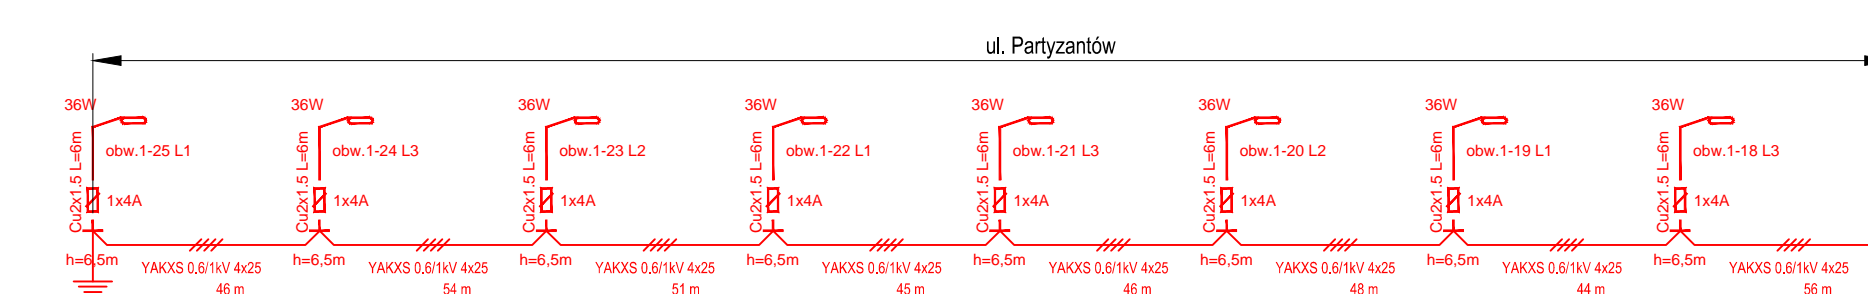 ul. Partyzantów
36W 36W 36W 36W 36W 36W 36W 36W
Cu2x1.5 L=6m Cu2x1.5 L=6m Cu2x1.5 L=6m Cu2x1.5 L=6m Cu2x1.5 L=6m Cu2x1.5 L=6m Cu2x1.5 L=6m Cu2x1.5 L=6m
obw.1-25 L1 obw.1-24 L3 obw.1-23 L2 obw.1-22 L1 obw.1-21 L3 obw.1-20 L2 obw.1-19 L1 obw.1-18 L3
1x4A 1x4A 1x4A 1x4A 1x4A 1x4A 1x4A 1x4A
h=6,5m h=6,5m h=6,5m h=6,5m h=6,5m h=6,5m h=6,5m h=6,5m
YAKXS 0.6/1kV 4x25 YAKXS 0.6/1kV 4x25 YAKXS 0.6/1kV 4x25 YAKXS 0.6/1kV 4x25 YAKXS 0.6/1kV 4x25 YAKXS 0.6/1kV 4x25 YAKXS 0.6/1kV 4x25 YAKXS 0.6/1kV 4x25
46 m 54 m 51 m 45 m 46 m 48 m 44 m 56 m